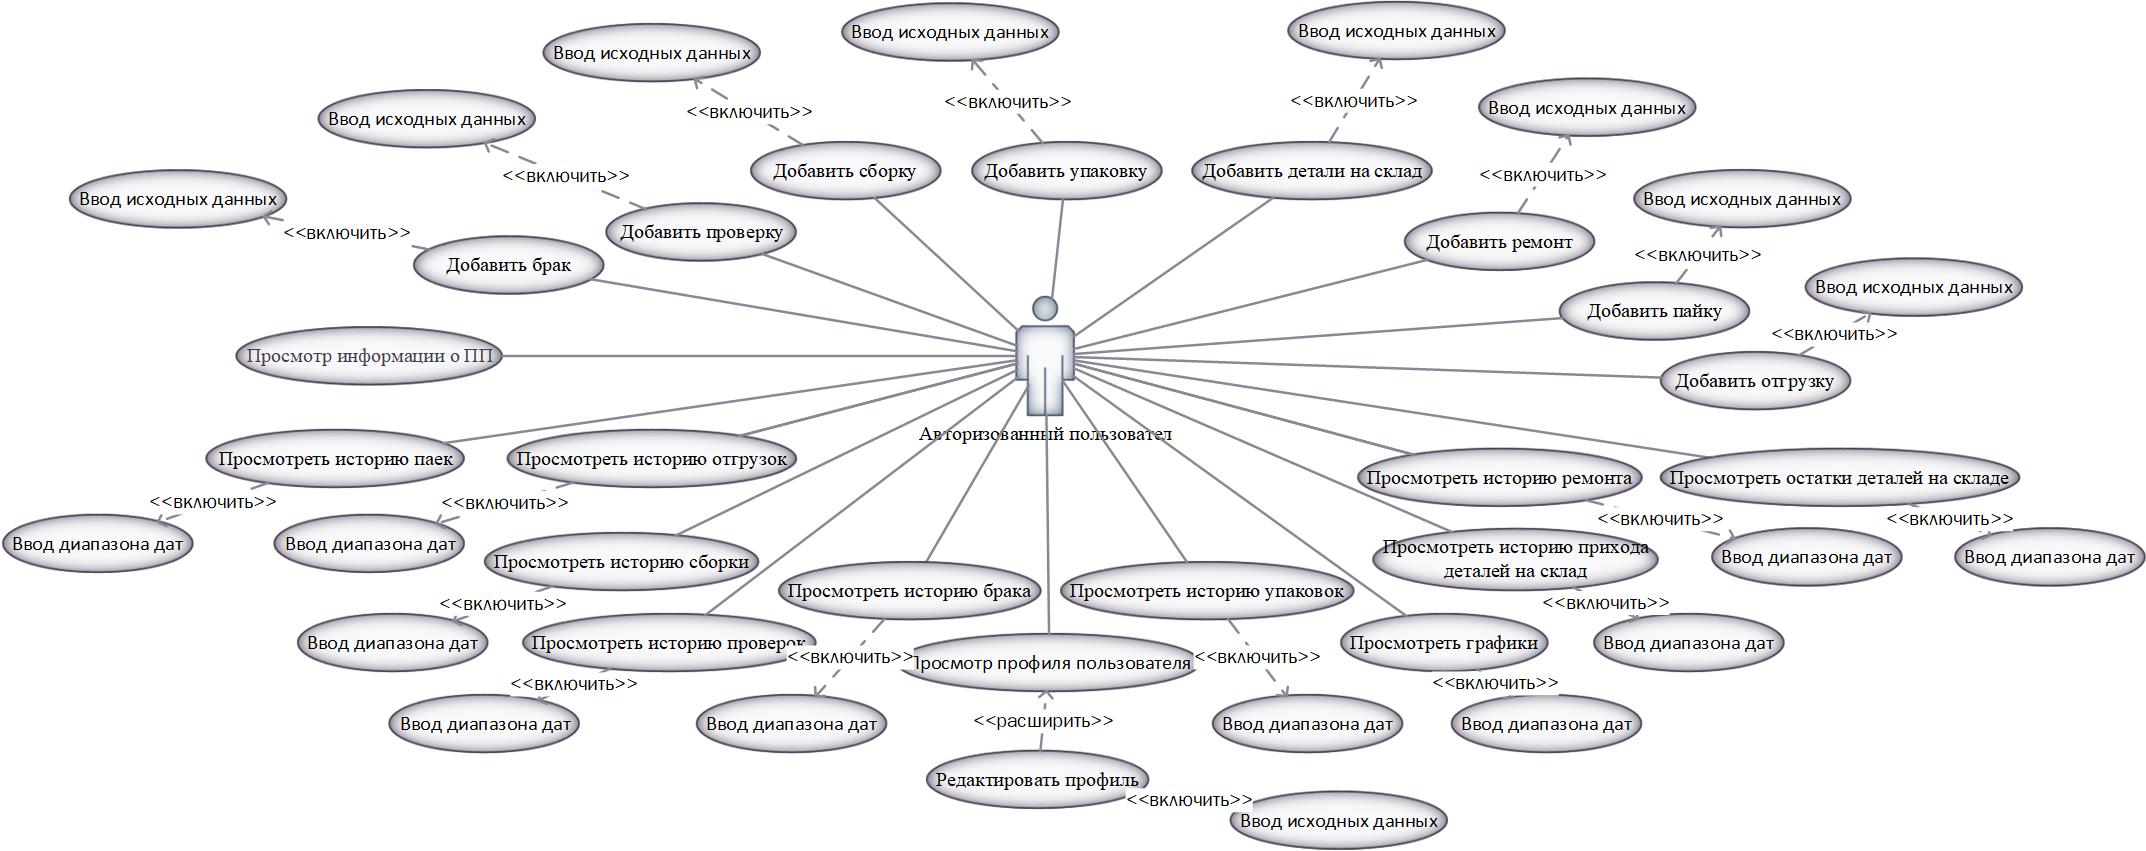 Ввод исходных данных
Ввод исходных данных
Ввод исходных данных
<<включить>>
<<включить>>
<<включить>>
Ввод исходных данных
Ввод исходных данных
Добавить сборку
Добавить упаковку
Добавить детали на склад
<<включить>>
<<включить>>
Ввод исходных данных
Ввод исходных данных
<<включить>>
Добавить проверку
Добавить ремонт
<<включить>>
Добавить брак
Ввод исходных данных
Добавить пайку
<<включить>>
Просмотр информации о ПП
Добавить отгрузку
Авторизованный пользователь
Просмотреть историю паек
Просмотреть историю отгрузок
Просмотреть историю ремонта
Просмотреть остатки деталей на складе
<<включить>>
<<включить>>
<<включить>>
<<включить>>
Ввод диапазона дат
Ввод диапазона дат
Просмотреть историю сборки
Просмотреть историю прихода
деталей на склад
Ввод диапазона дат
Ввод диапазона дат
<<включить>>
Просмотреть историю брака
Просмотреть историю упаковок
<<включить>>
Ввод диапазона дат
Просмотреть историю проверок
<<включить>>
Просмотр профиля пользователя
<<включить>>
Просмотреть графики
Ввод диапазона дат
<<включить>>
<<включить>>
Ввод диапазона дат
Ввод диапазона дат
<<расширить>>
Ввод диапазона дат
Ввод диапазона дат
Редактировать профиль
<<включить>>
Ввод исходных данных